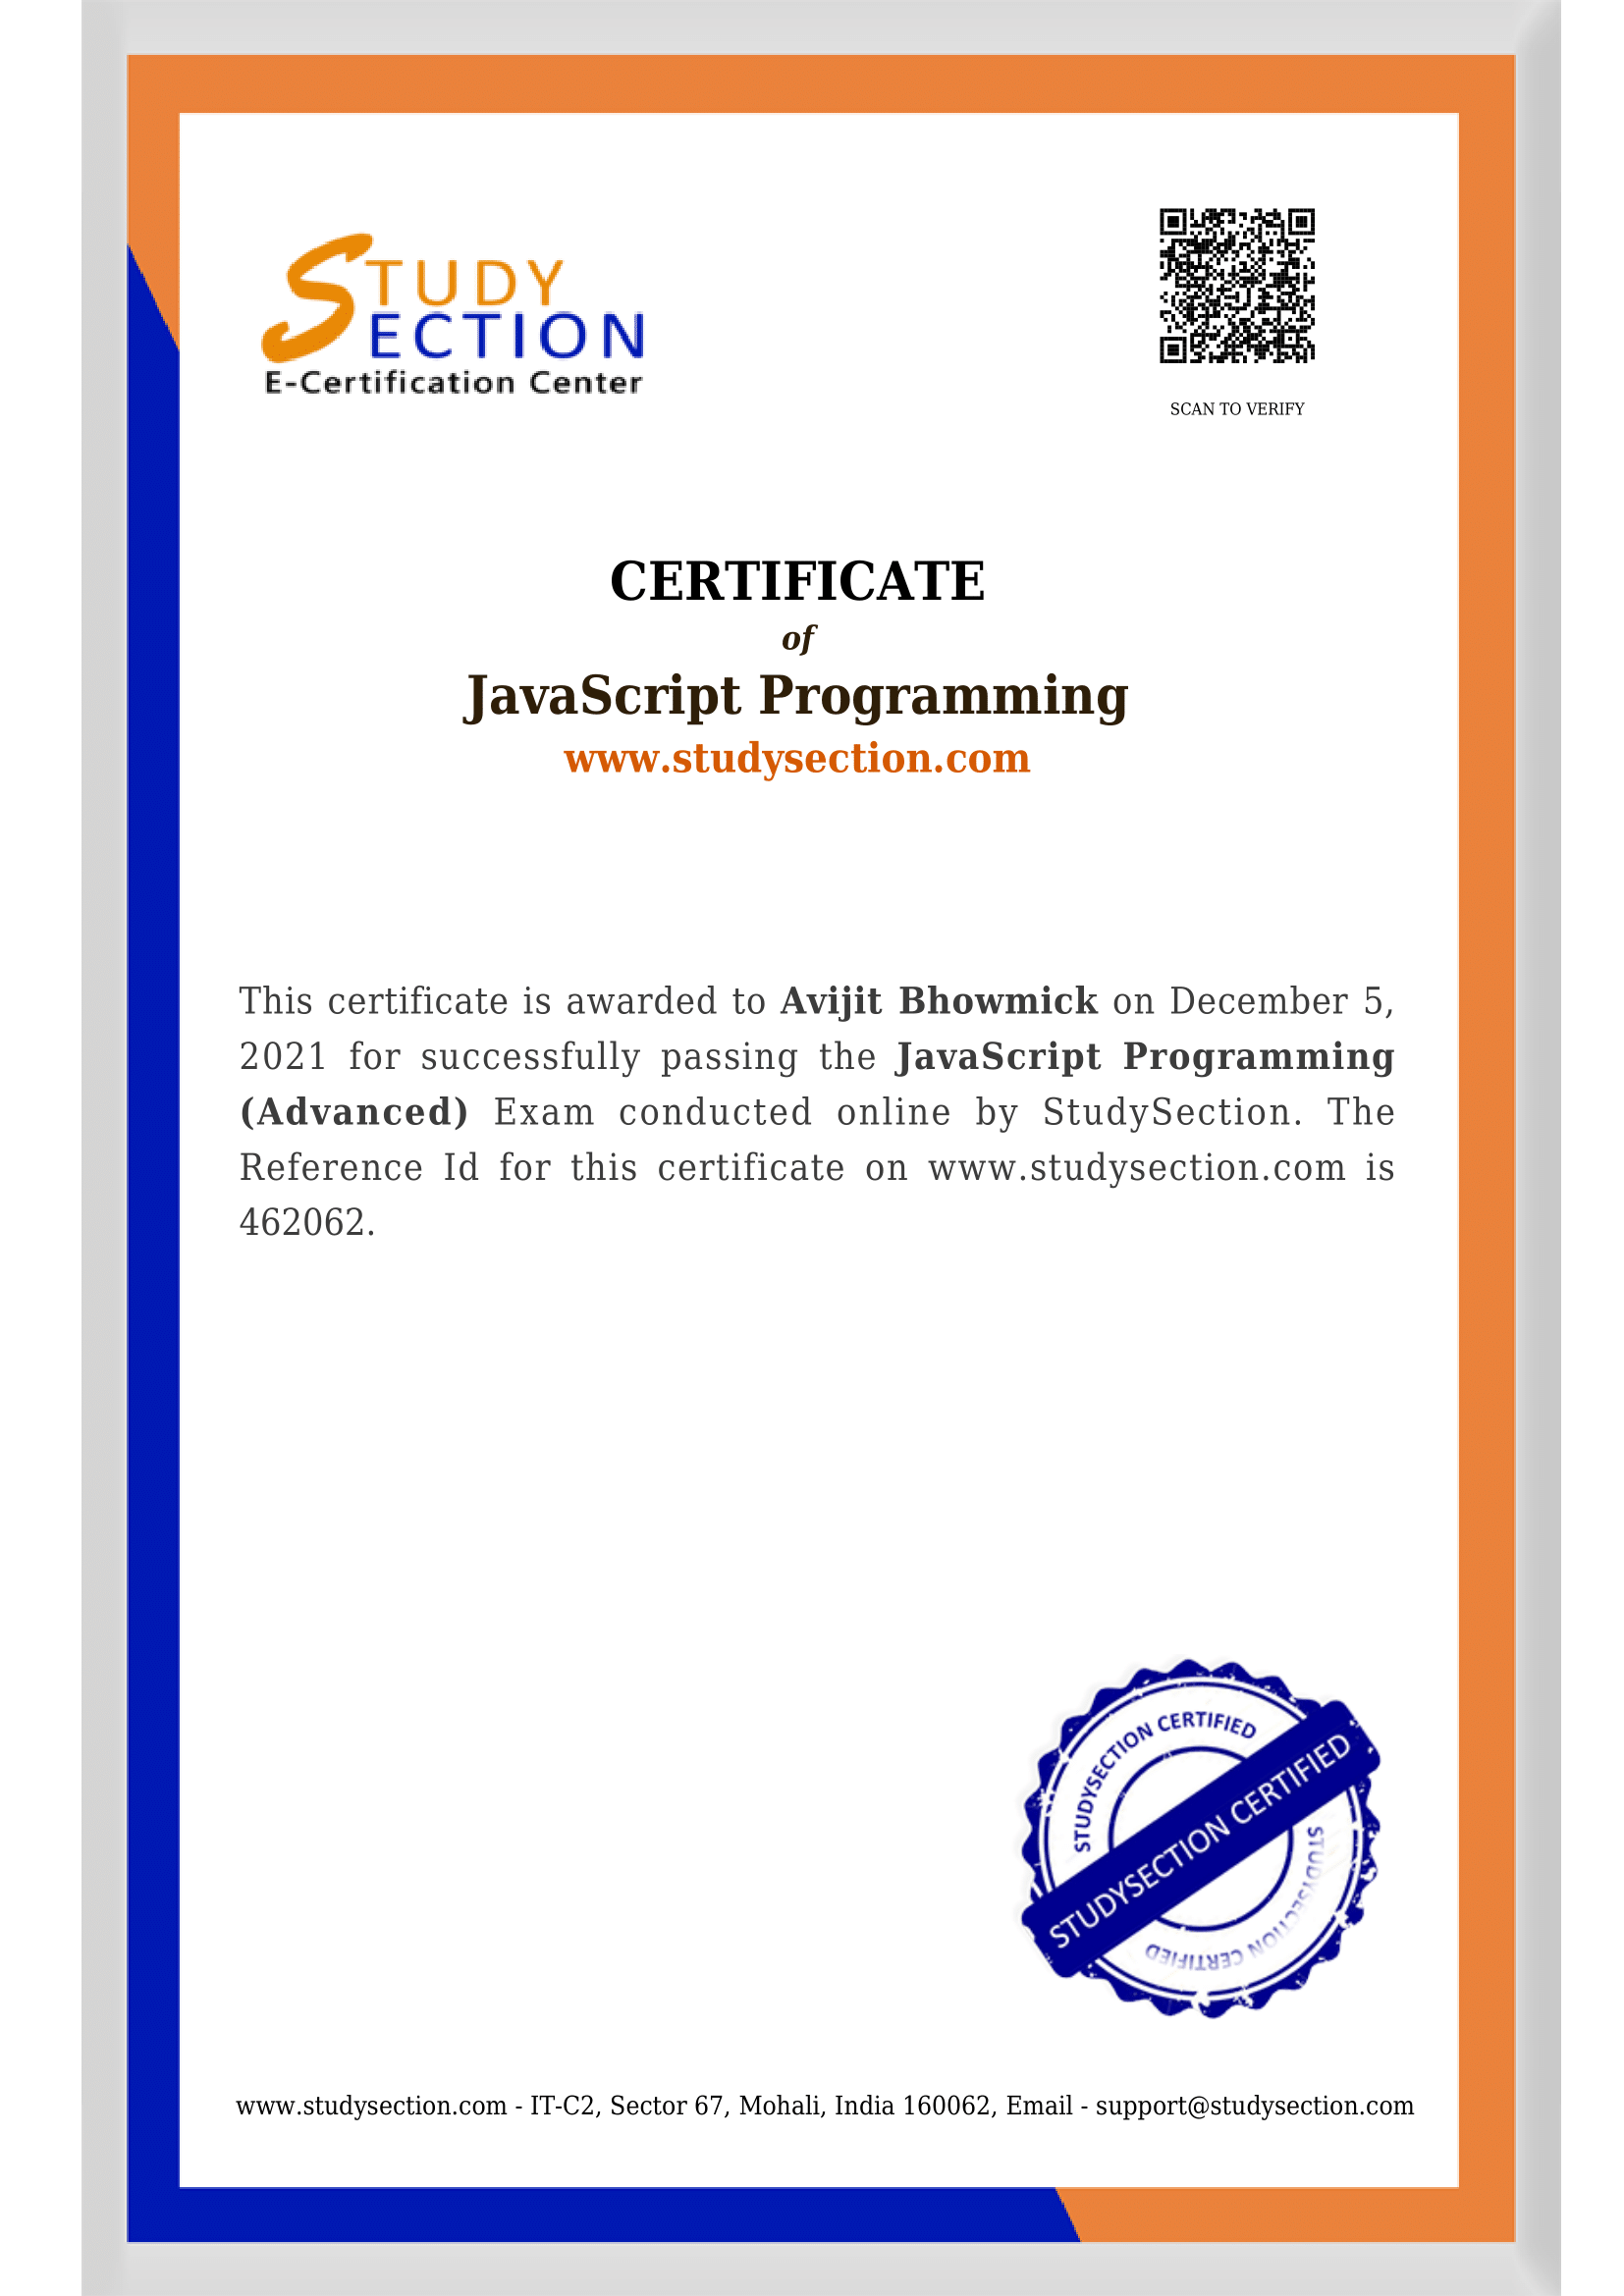 STUDY
SECTION
E-Certification Center
SCAN TO VERIFY
CERTIFICATE
of
JavaScript Programming
www.studysection.com
This certificate is awarded to Avijit Bhowmick on December 5,
2021 for successfully passing the JavaScript Programming
(Advanced) Exam conducted online by StudySection. The
Reference Id for this certificate on www.studysection.com is
462062.
STUDYSECTION CERTIFIED
STUDYSECTION CERTIFIED
STUDYSECTION CERTIFIED
www.studysection.com - IT-C2, Sector 67, Mohali, India 160062, Email - support@studysection.com